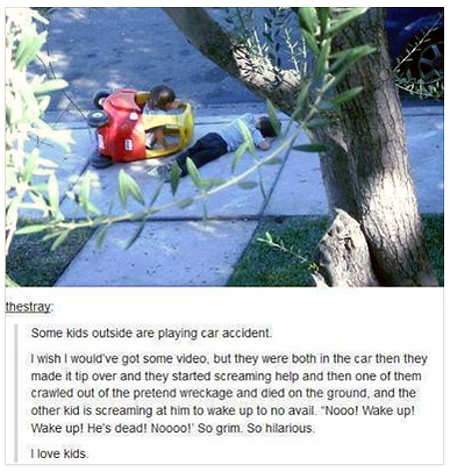 thestray:
Some kids outside are playing car accident.
I wish I would've got some video, but they were both in the car then they
made it tip over and they started screaming help and then one of them
crawled out of the pretend wreckage and died on the ground, and the
other kid is screaming at him to wake up to no avail. "Nooo! Wake up!
Wake up! He's dead! Noooo!' So grim. So hilarious.
I love kids.